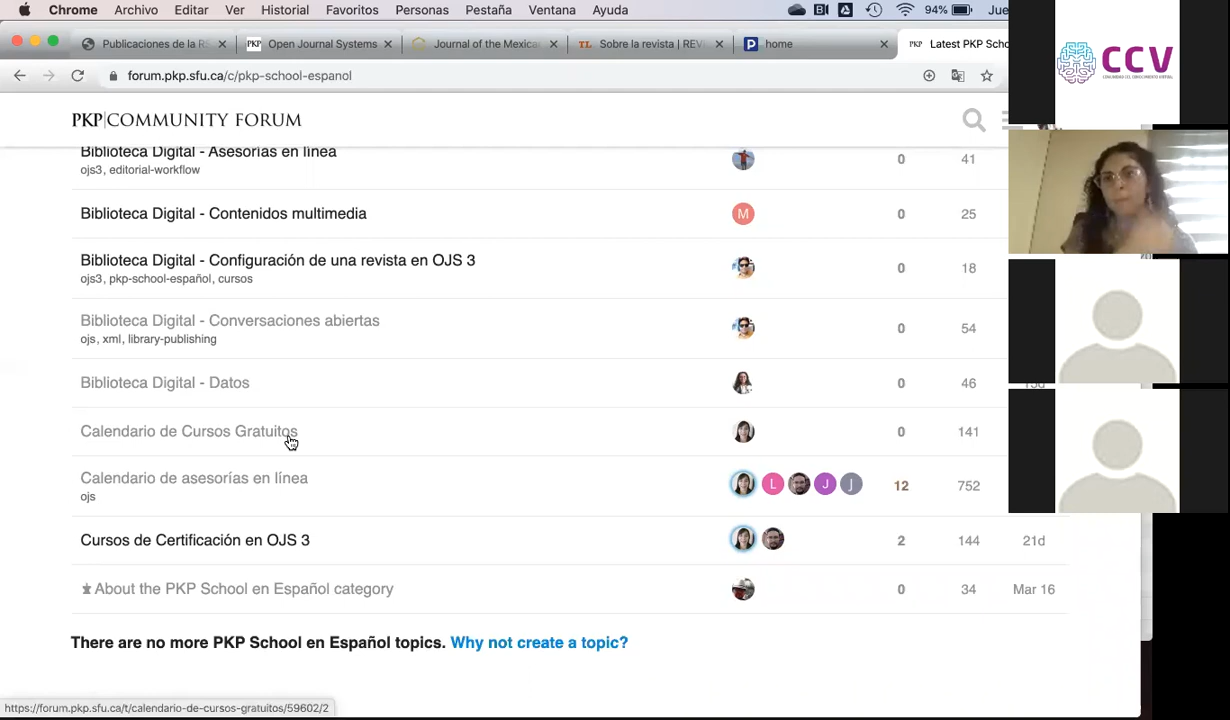 Chrome Archivo Editar Ver Historial Favoritos Personas Pestaña Ventana Ayuda 94% Jue
Publicaciones de la RS Open Journal Systems Journal of the Mexica Sobre la revista | REV home Latest PKP Scho
forum.pkp.sfu.ca/c/pkp-school-espanol
CCV
PKP|COMMUNITY FORUM
Biblioteca Digital - Asesorías en línea 0 41
ojs3, editorial-workflow
Biblioteca Digital - Contenidos multimedia M 0 25
Biblioteca Digital - Configuración de una revista en OJS 3 0 18
ojs3, pkp-school-español, cursos
Biblioteca Digital - Conversaciones abiertas 0 54
ojs, xml, library-publishing
Biblioteca Digital - Datos 0 46
Calendario de Cursos Gratuitos 0 141
Calendario de asesorías en línea L J J 12 752
ojs
Cursos de Certificación en OJS 3 2 144 21d
About the PKP School en Español category 0 34 Mar 16
There are no more PKP School en Español topics. Why not create a topic?
https://forum.pkp.sfu.ca/t/calendario-de-cursos-gratuitos/59602/2